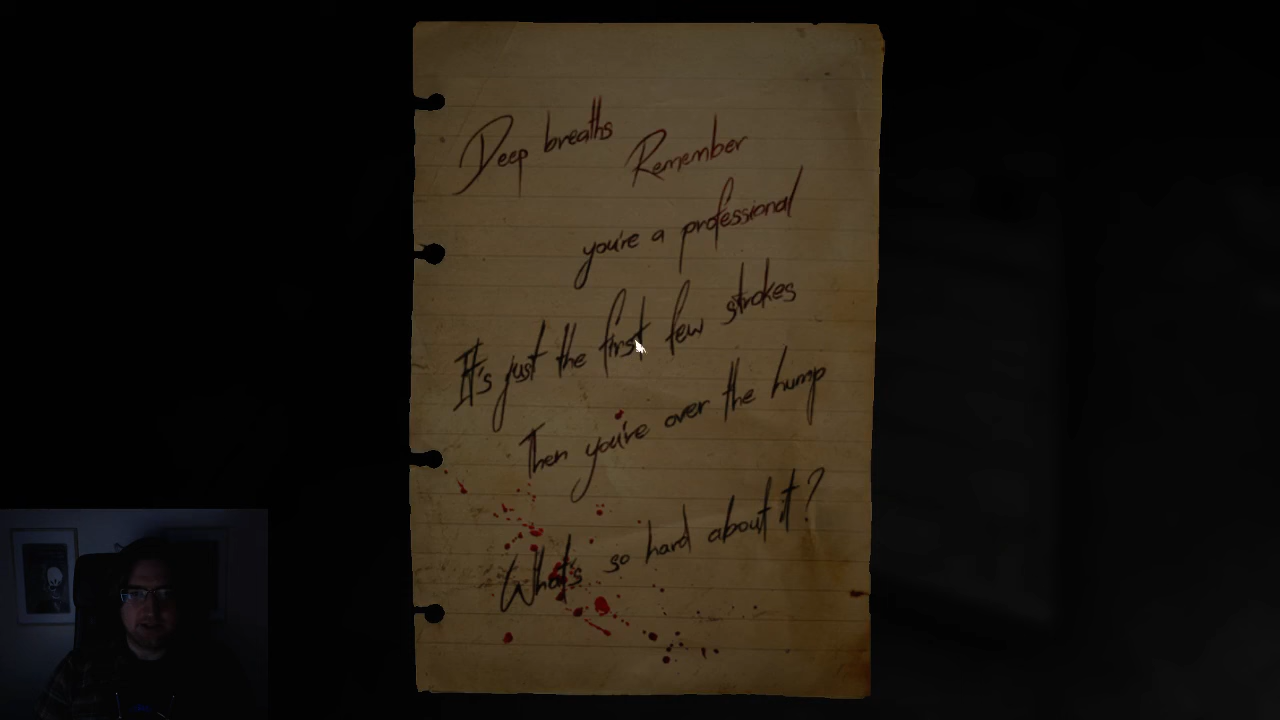 Deep breaths
Remember
you're a professional
It's just the first few strokes
Then you're over the hump
What's so hard about it?